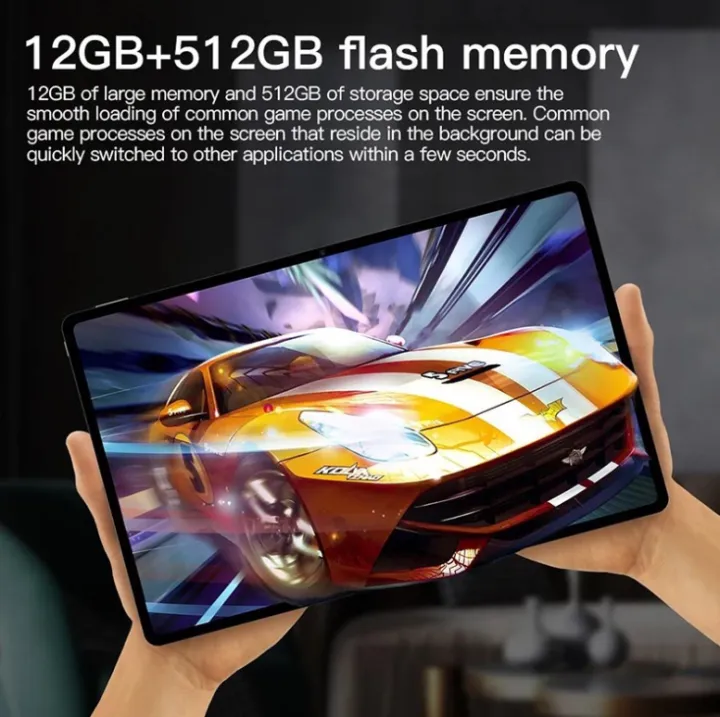 12GB+512GB flash memory
12GB of large memory and 512GB of storage space ensure the
smooth loading of common game processes on the screen. Common
game processes on the screen that reside in the background can be
quickly switched to other applications within a few seconds.